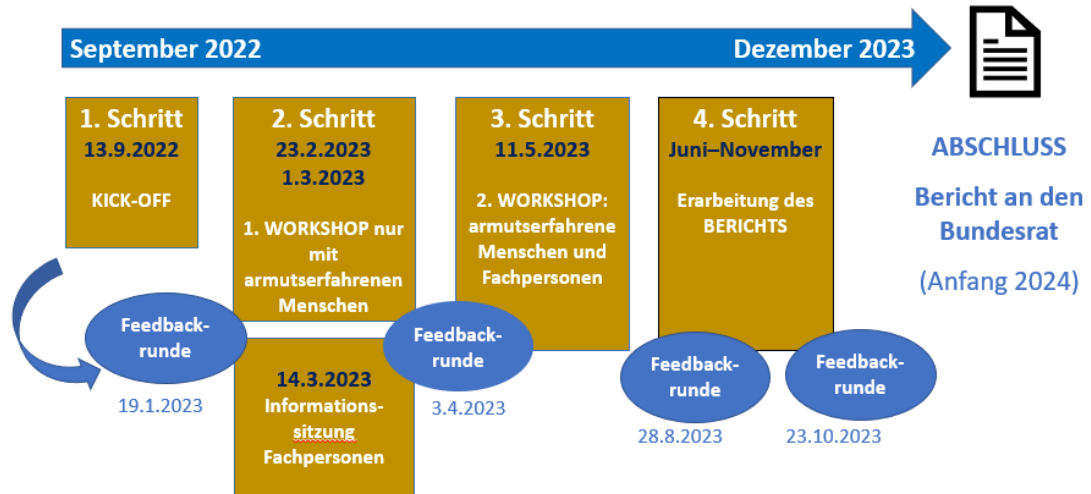 September 2022
Dezember 2023
1. Schritt
13.9.2022
KICK-OFF
2. Schritt
23.2.2023
1.3.2023
1. WORKSHOP nur
mit
armutserfahrenen
Menschen
3. Schritt
11.5.2023
2. WORKSHOP:
armutserfahrene
Menschen und
Fachpersonen
4. Schritt
Juni–November
Erarbeitung des
BERICHTS
ABSCHLUSS
Bericht an den
Bundesrat
(Anfang 2024)
Feedback-
runde
19.1.2023
14.3.2023
Informations-
sitzung
Fachpersonen
Feedback-
runde
3.4.2023
Feedback-
runde
28.8.2023
Feedback-
runde
23.10.2023